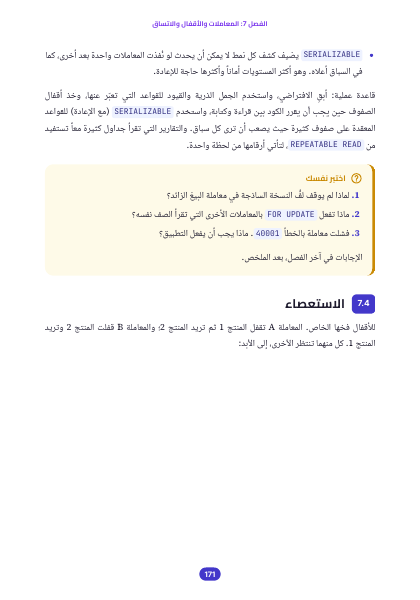 الفصل 7: المعاملات والأقفال والاتساق
• SERIALIZABLE يضيف كشف كل نمط لا يمكن أن يحدث لو نُفذت المعاملات واحدة بعد أخرى، كما
في السباق أعلاه. وهو أكثر المستويات أمانًا وأكثرها حاجة للإعادة.
قاعدة عملية: أبقِ الافتراضي، واستخدم الجمل الذرية والقيود للقواعد التي تعبّر عنها، وخذ أقفال
الصفوف حين يجب أن يقرر الكود بين قراءة وكتابة، واستخدم SERIALIZABLE (مع الإعادة) للقواعد
المعقدة على صفوف كثيرة حيث يصعب أن ترى كل سباق. والتقارير التي تقرأ جداول كثيرة معاً تستفيد
من REPEATABLE READ، لتأتي أرقامها من لحظة واحدة.
اختبر نفسك
1. لماذا لم يوقف لفُّ النسخة الساذجة في معاملة البيعَ الزائد؟
2. ماذا تفعل FOR UPDATE بالمعاملات الأخرى التي تقرأ الصف نفسه؟
3. فشلت معاملة بالخطأ 40001. ماذا يجب أن يفعل التطبيق؟
الإجابات في آخر الفصل، بعد الملخص.
7.4 الاستعصاء
للأقفال فخها الخاص. المعاملة A تقفل المنتج 1 ثم تريد المنتج 2؛ والمعاملة B قفلت المنتج 2 وتريد
المنتج 1. كل منهما تنتظر الأخرى، إلى الأبد:
171